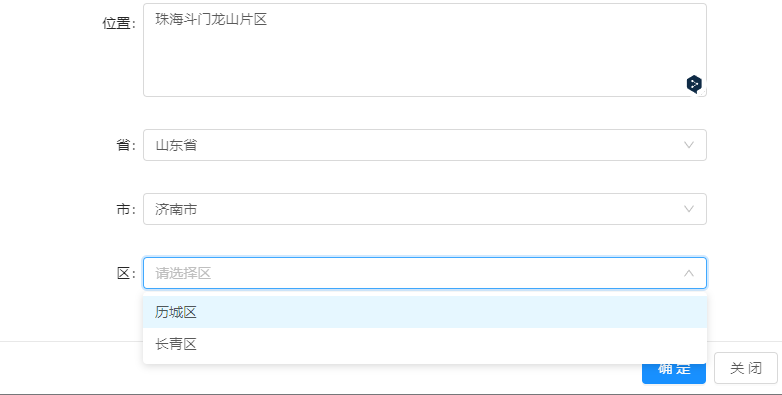 位置:
珠海斗门龙山片区
省:
山东省
市:
济南市
区:
请选择区
历城区
长青区
确 定
关 闭